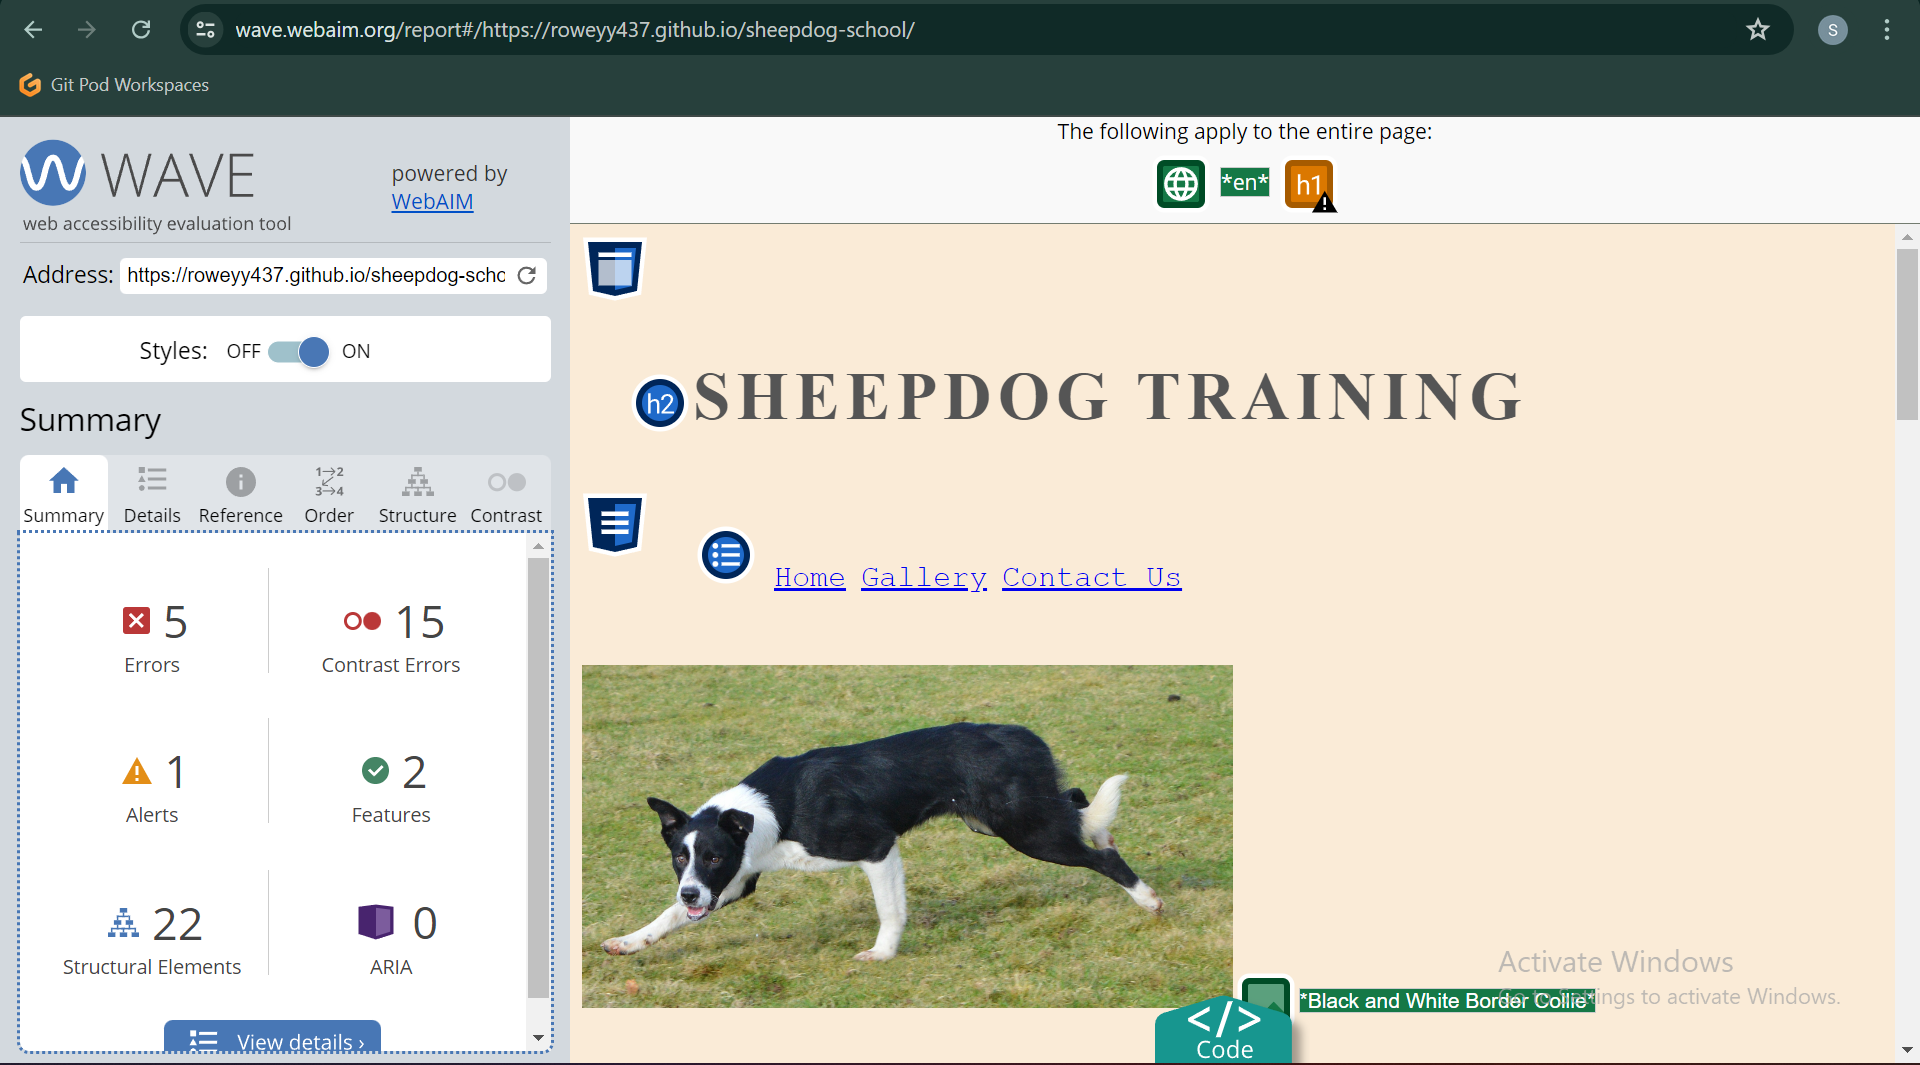 wave.webaim.org/report#/https://roweyy437.github.io/sheepdog-school/
S
Git Pod Workspaces
WAVE
web accessibility evaluation tool
powered by
WebAIM
Address: https://roweyy437.github.io/sheepdog-scho
Styles: OFF ON
Summary
Summary Details Reference Order Structure Contrast
5
Errors
15
Contrast Errors
1
Alerts
2
Features
22
Structural Elements
0
ARIA
View details ›
The following apply to the entire page:
*en* h1
h2 SHEEPDOG TRAINING
Home Gallery Contact Us
*Black and White Border Collie*
</> Code
Activate Windows
Go to Settings to activate Windows.